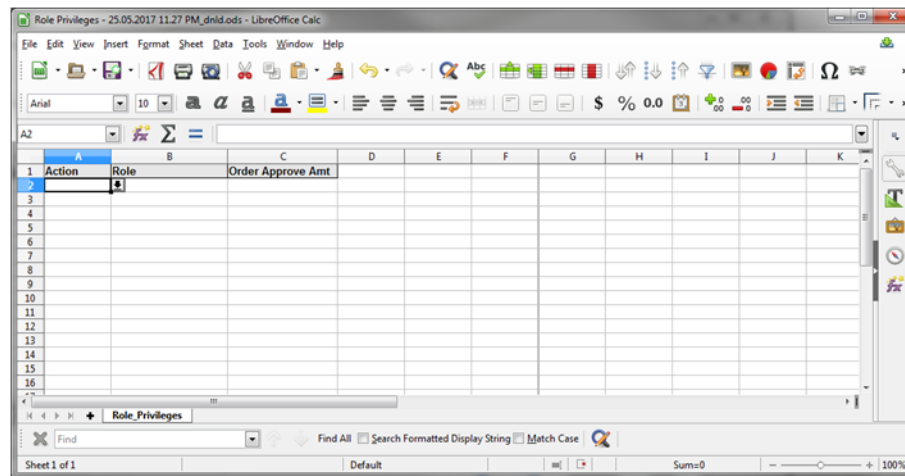 Role Privileges - 25.05.2017 11.27 PM_dnld.ods - LibreOffice Calc
File Edit View Insert Format Sheet Data Tools Window Help
Abc
Arial 10 a a a a $ % 0.0
A2
A B C D E F G H I J K
1 Action Role Order Approve Amt
2
3
4
5
6
7
8
9
10
11
12
13
14
15
16
Role_Privileges
Find Find All Search Formatted Display String Match Case
Sheet 1 of 1 Default Sum=0 100%